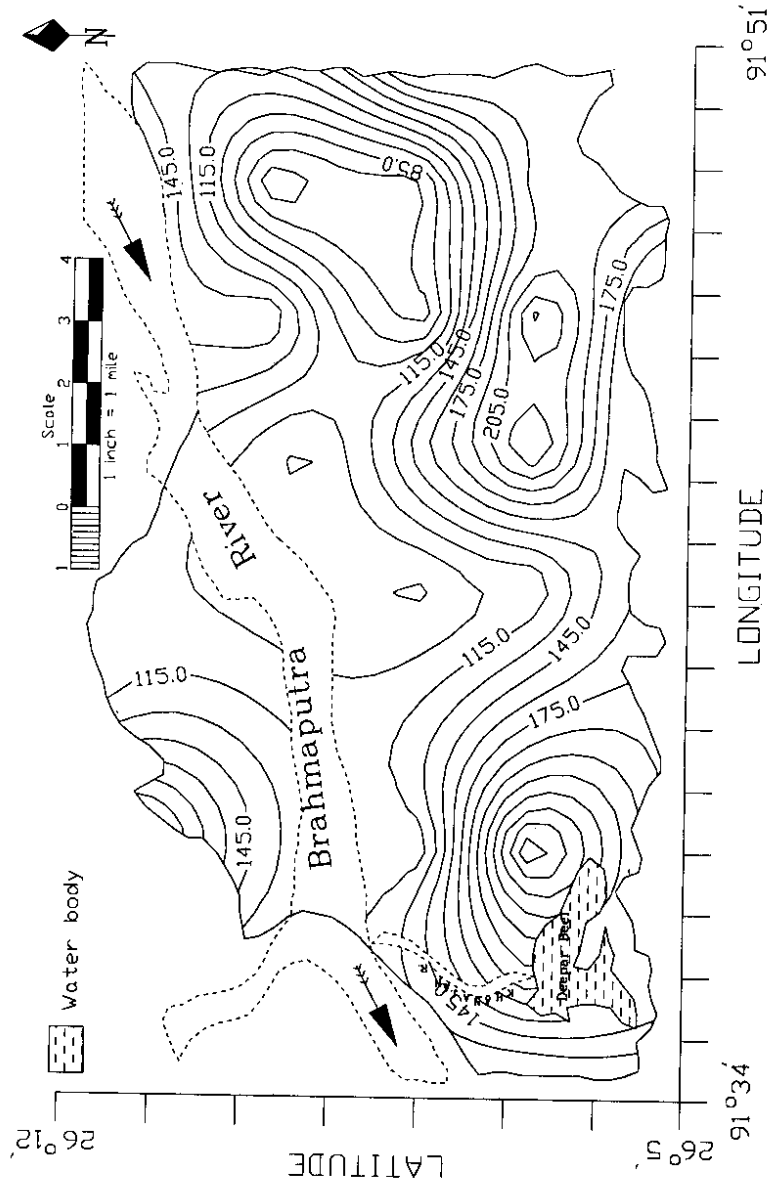 Water body
Scale
1 0 1 2 3 4
1 inch = 1 mile
N
145.0
115.0
85.0
115.0
145.0
115.0
145.0
175.0
205.0
175.0
115.0
145.0
175.0
145.0
River
Brahmaputra
Deepar Beel
LATITUDE
26°12′
26°5′
91°34′
91°51′
LONGITUDE